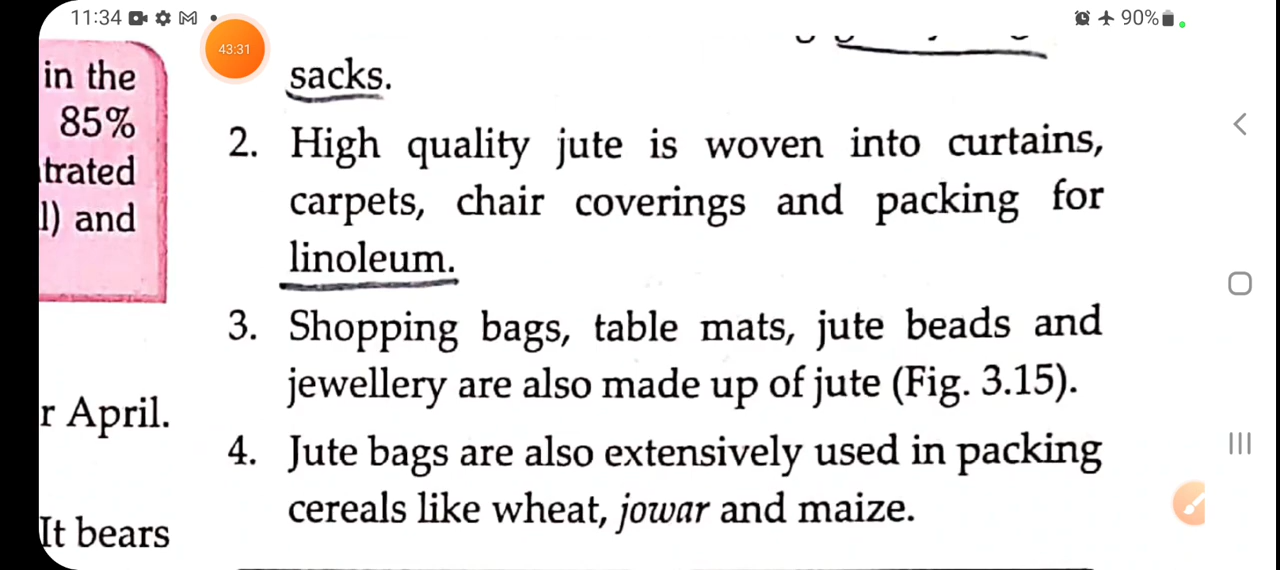 11:34
90%
43:31
in the
85%
trated
l) and
r April.
It bears
sacks.
2. High quality jute is woven into curtains,
carpets, chair coverings and packing for
linoleum.
3. Shopping bags, table mats, jute beads and
jewellery are also made up of jute (Fig. 3.15).
4. Jute bags are also extensively used in packing
cereals like wheat, jowar and maize.